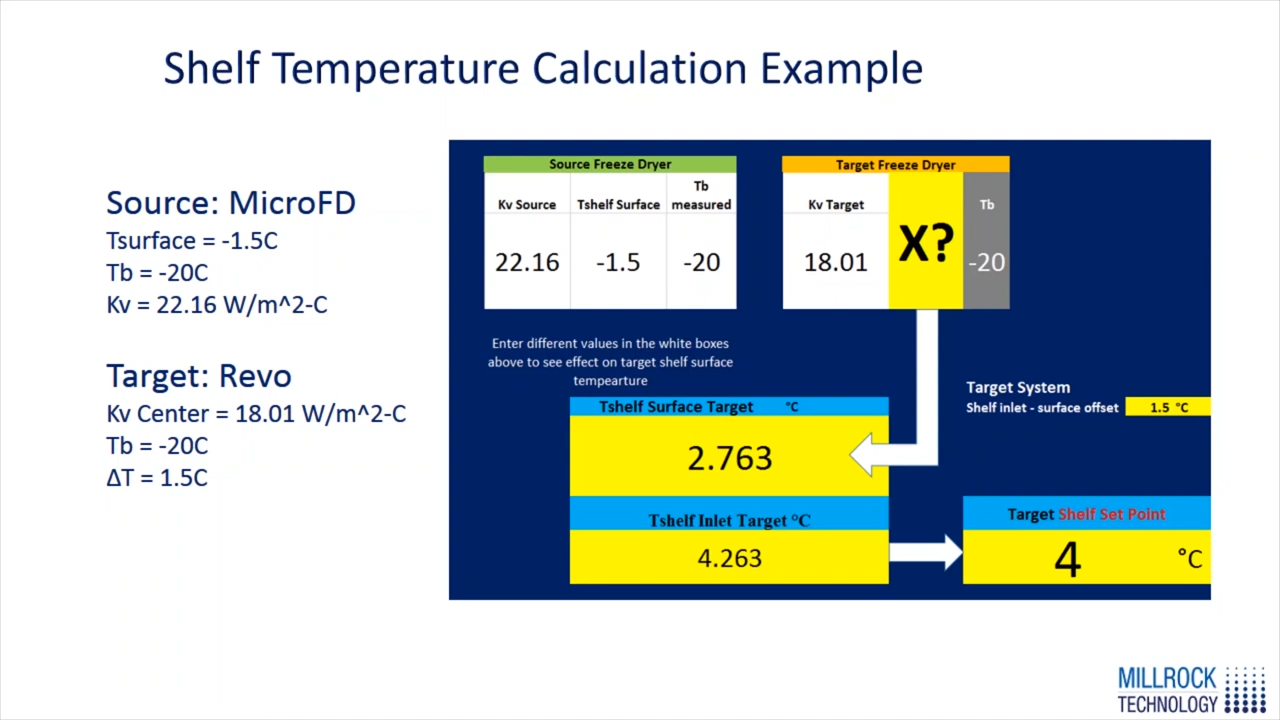 Shelf Temperature Calculation Example
Source: MicroFD
Tsurface = -1.5C
Tb = -20C
Kv = 22.16 W/m^2-C
Target: Revo
Kv Center = 18.01 W/m^2-C
Tb = -20C
ΔT = 1.5C
Source Freeze Dryer
Kv Source Tshelf Surface Tb measured
22.16 -1.5 -20
Target Freeze Dryer
Kv Target X? Tb
18.01 -20
Enter different values in the white boxes
above to see effect on target shelf surface
tempearture
Tshelf Surface Target °C
2.763
Tshelf Inlet Target °C
4.263
Target System
Shelf inlet - surface offset 1.5 °C
Target Shelf Set Point
4 °C
MILLROCK
TECHNOLOGY